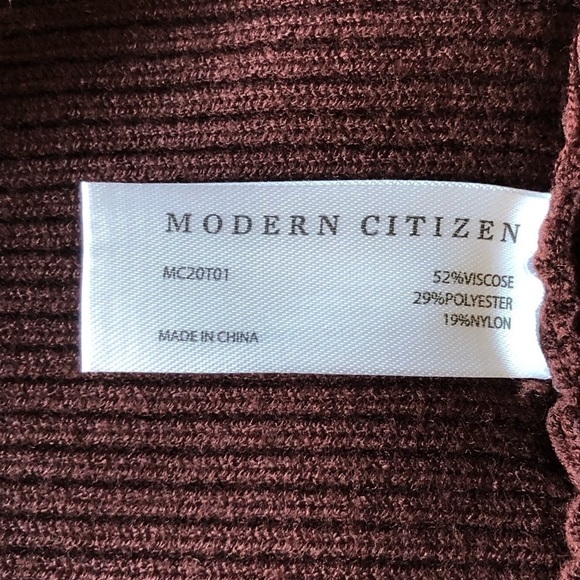 MODERN CITIZEN
MC20T01
52%VISCOSE
29%POLYESTER
19%NYLON
MADE IN CHINA